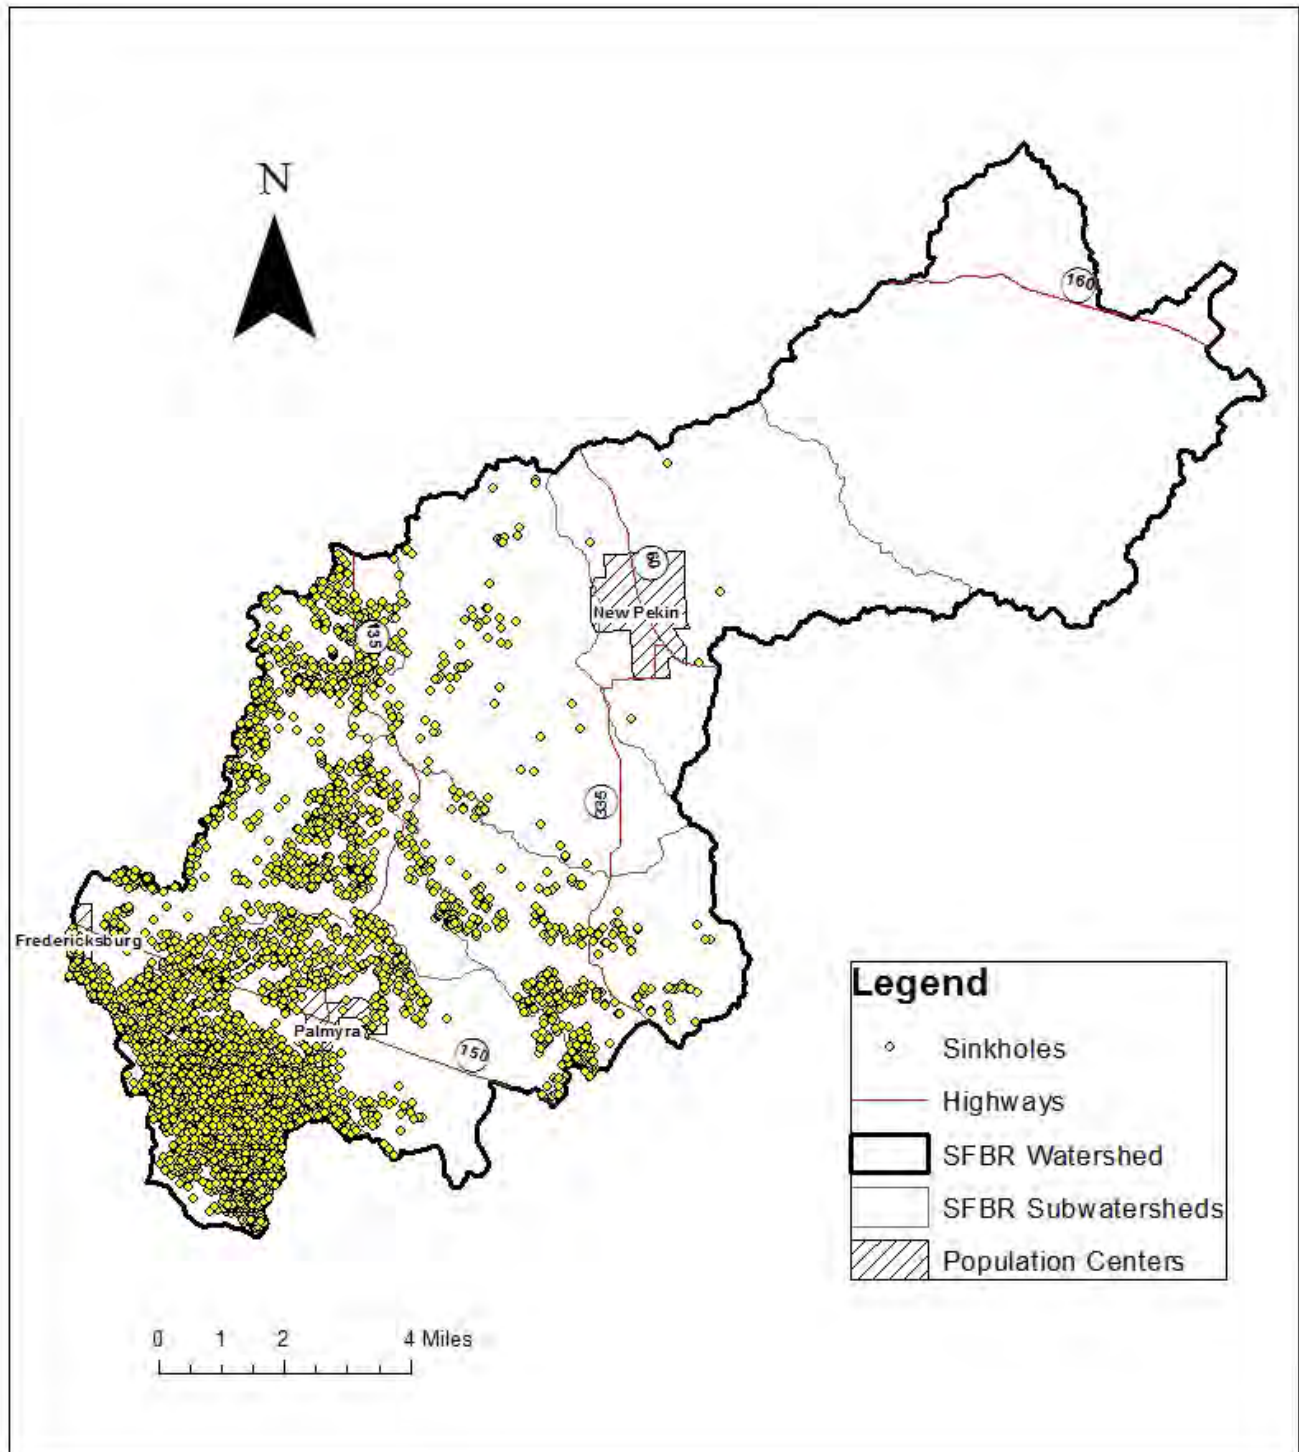 N
160
60
New Pekin
135
335
Fredericksburg
Palmyra
150
Legend
Sinkholes
Highways
SFBR Watershed
SFBR Subwatersheds
Population Centers
0 1 2 4 Miles